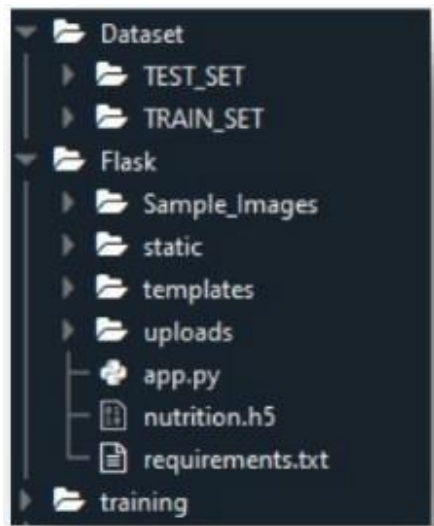 Dataset
TEST_SET
TRAIN_SET
Flask
Sample_Images
static
templates
uploads
app.py
nutrition.h5
requirements.txt
training